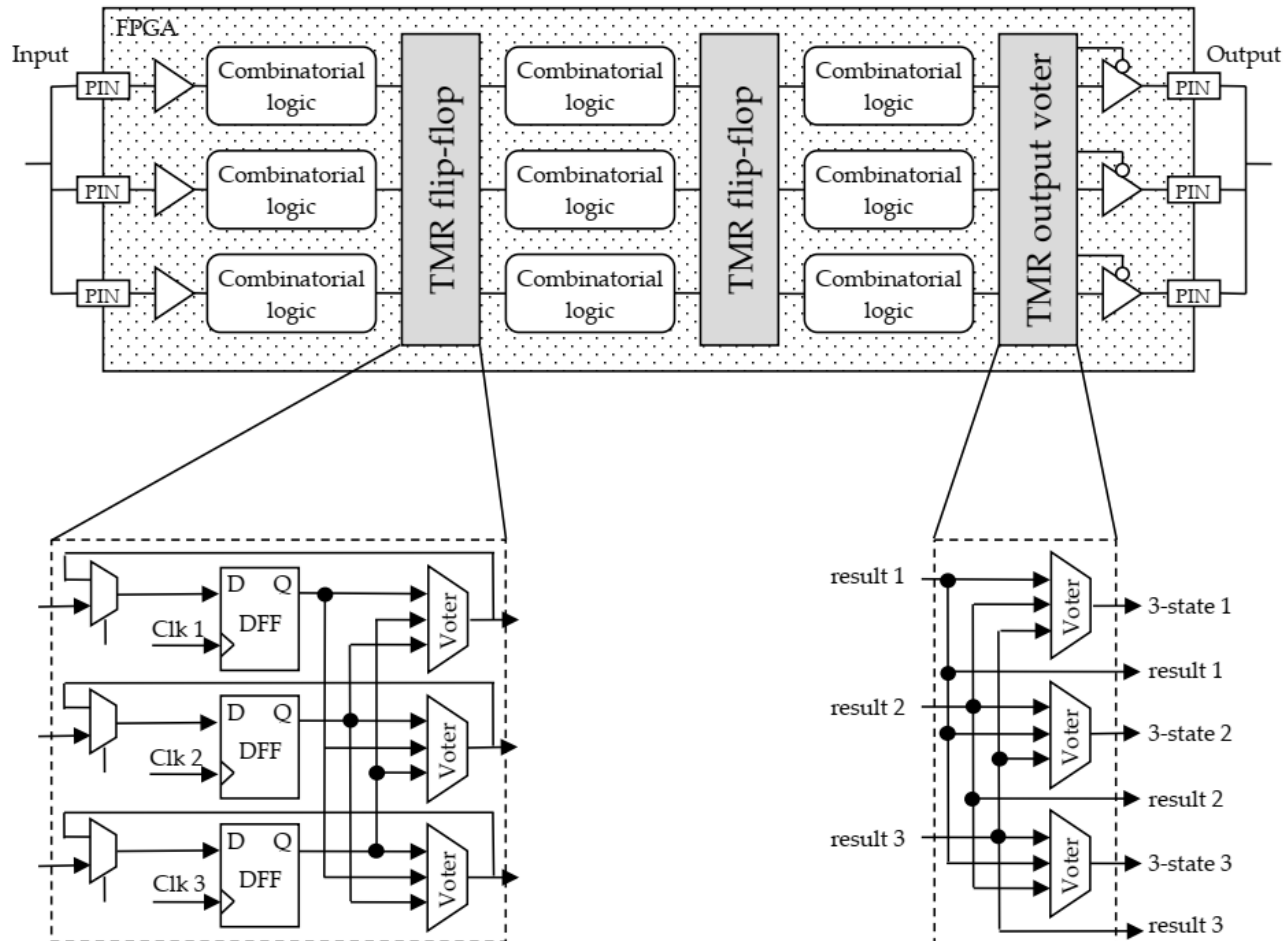 FPGA
Input
Output
PIN
Combinatorial
logic
Combinatorial
logic
Combinatorial
logic
PIN
PIN
Combinatorial
logic
Combinatorial
logic
Combinatorial
logic
PIN
PIN
Combinatorial
logic
Combinatorial
logic
Combinatorial
logic
PIN
TMR flip-flop
TMR flip-flop
TMR output voter
D Q
DFF
Clk 1
Voter
D Q
DFF
Clk 2
Voter
D Q
DFF
Clk 3
Voter
result 1
Voter
3-state 1
result 1
result 2
Voter
3-state 2
result 2
result 3
Voter
3-state 3
result 3